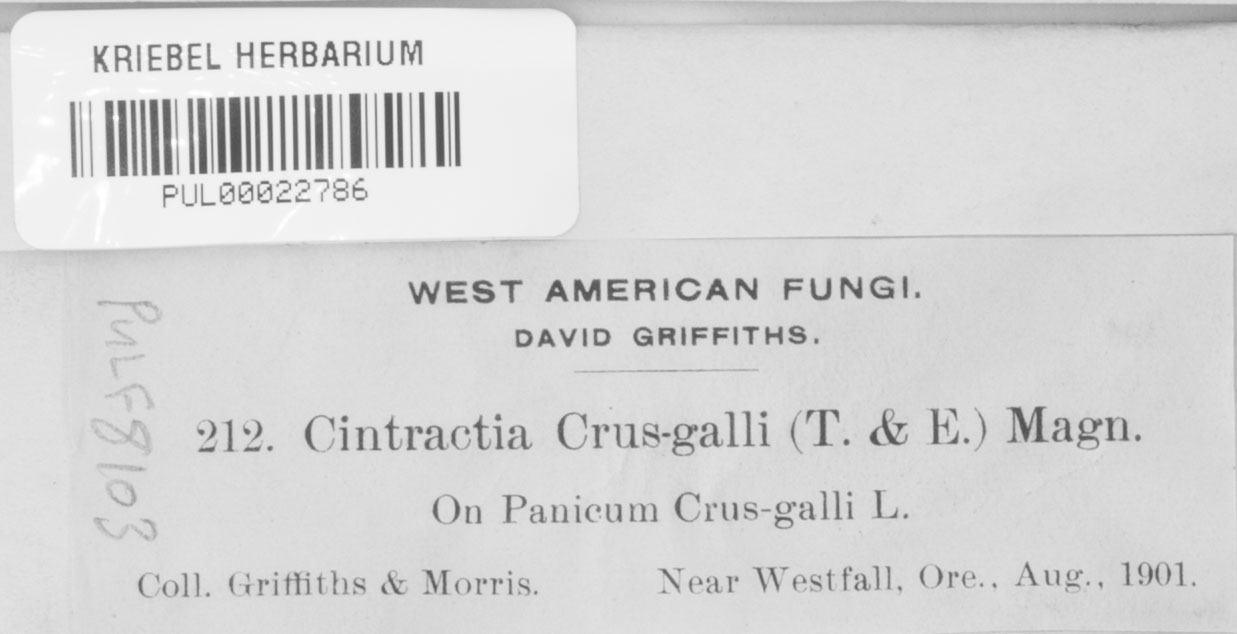 KRIEBEL HERBARIUM
PUL00022786
WEST AMERICAN FUNGI.
DAVID GRIFFITHS.
212. Cintractia Crus-galli (T. & E.) Magn.
On Panicum Crus-galli L.
Coll. Griffiths & Morris. Near Westfall, Ore., Aug., 1901.
PULF8103